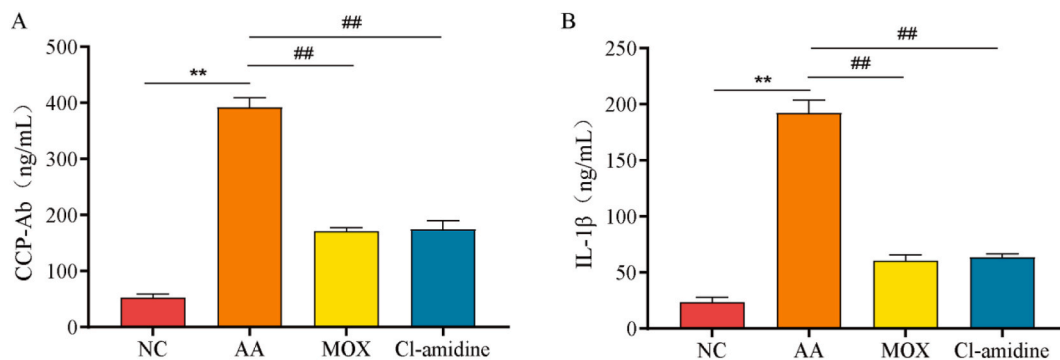 A
CCP-Ab（ng/mL）
500
400
300
200
100
0
**
##
##
NC
AA
MOX
Cl-amidine
B
IL-1β（ng/mL）
250
200
150
100
50
0
**
##
##
NC
AA
MOX
Cl-amidine